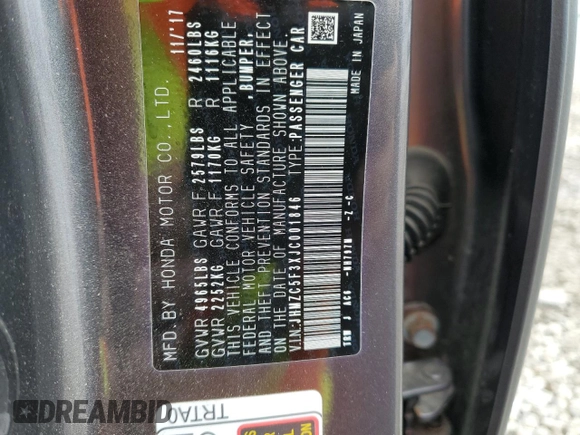 MFD.BY HONDA MOTOR CO.,LTD. 11/'17
GVWR 4965LBS GAWR F 2579LBS R 2460LBS
GVWR 2252KG GAWR F 1170KG R 1116KG
THIS VEHICLE CONFORMS TO ALL APPLICABLE
FEDERAL MOTOR VEHICLE SAFETY ,BUMPER,
AND THEFT PREVENTION STANDARDS IN EFFECT
ON THE DATE OF MANUFACTURE SHOWN ABOVE.
V.I.N: JHMZC5F3XJC001846 TYPE:PASSENGER CAR
-Z-C MADE IN JAPAN
TRTA0
DREAMBID